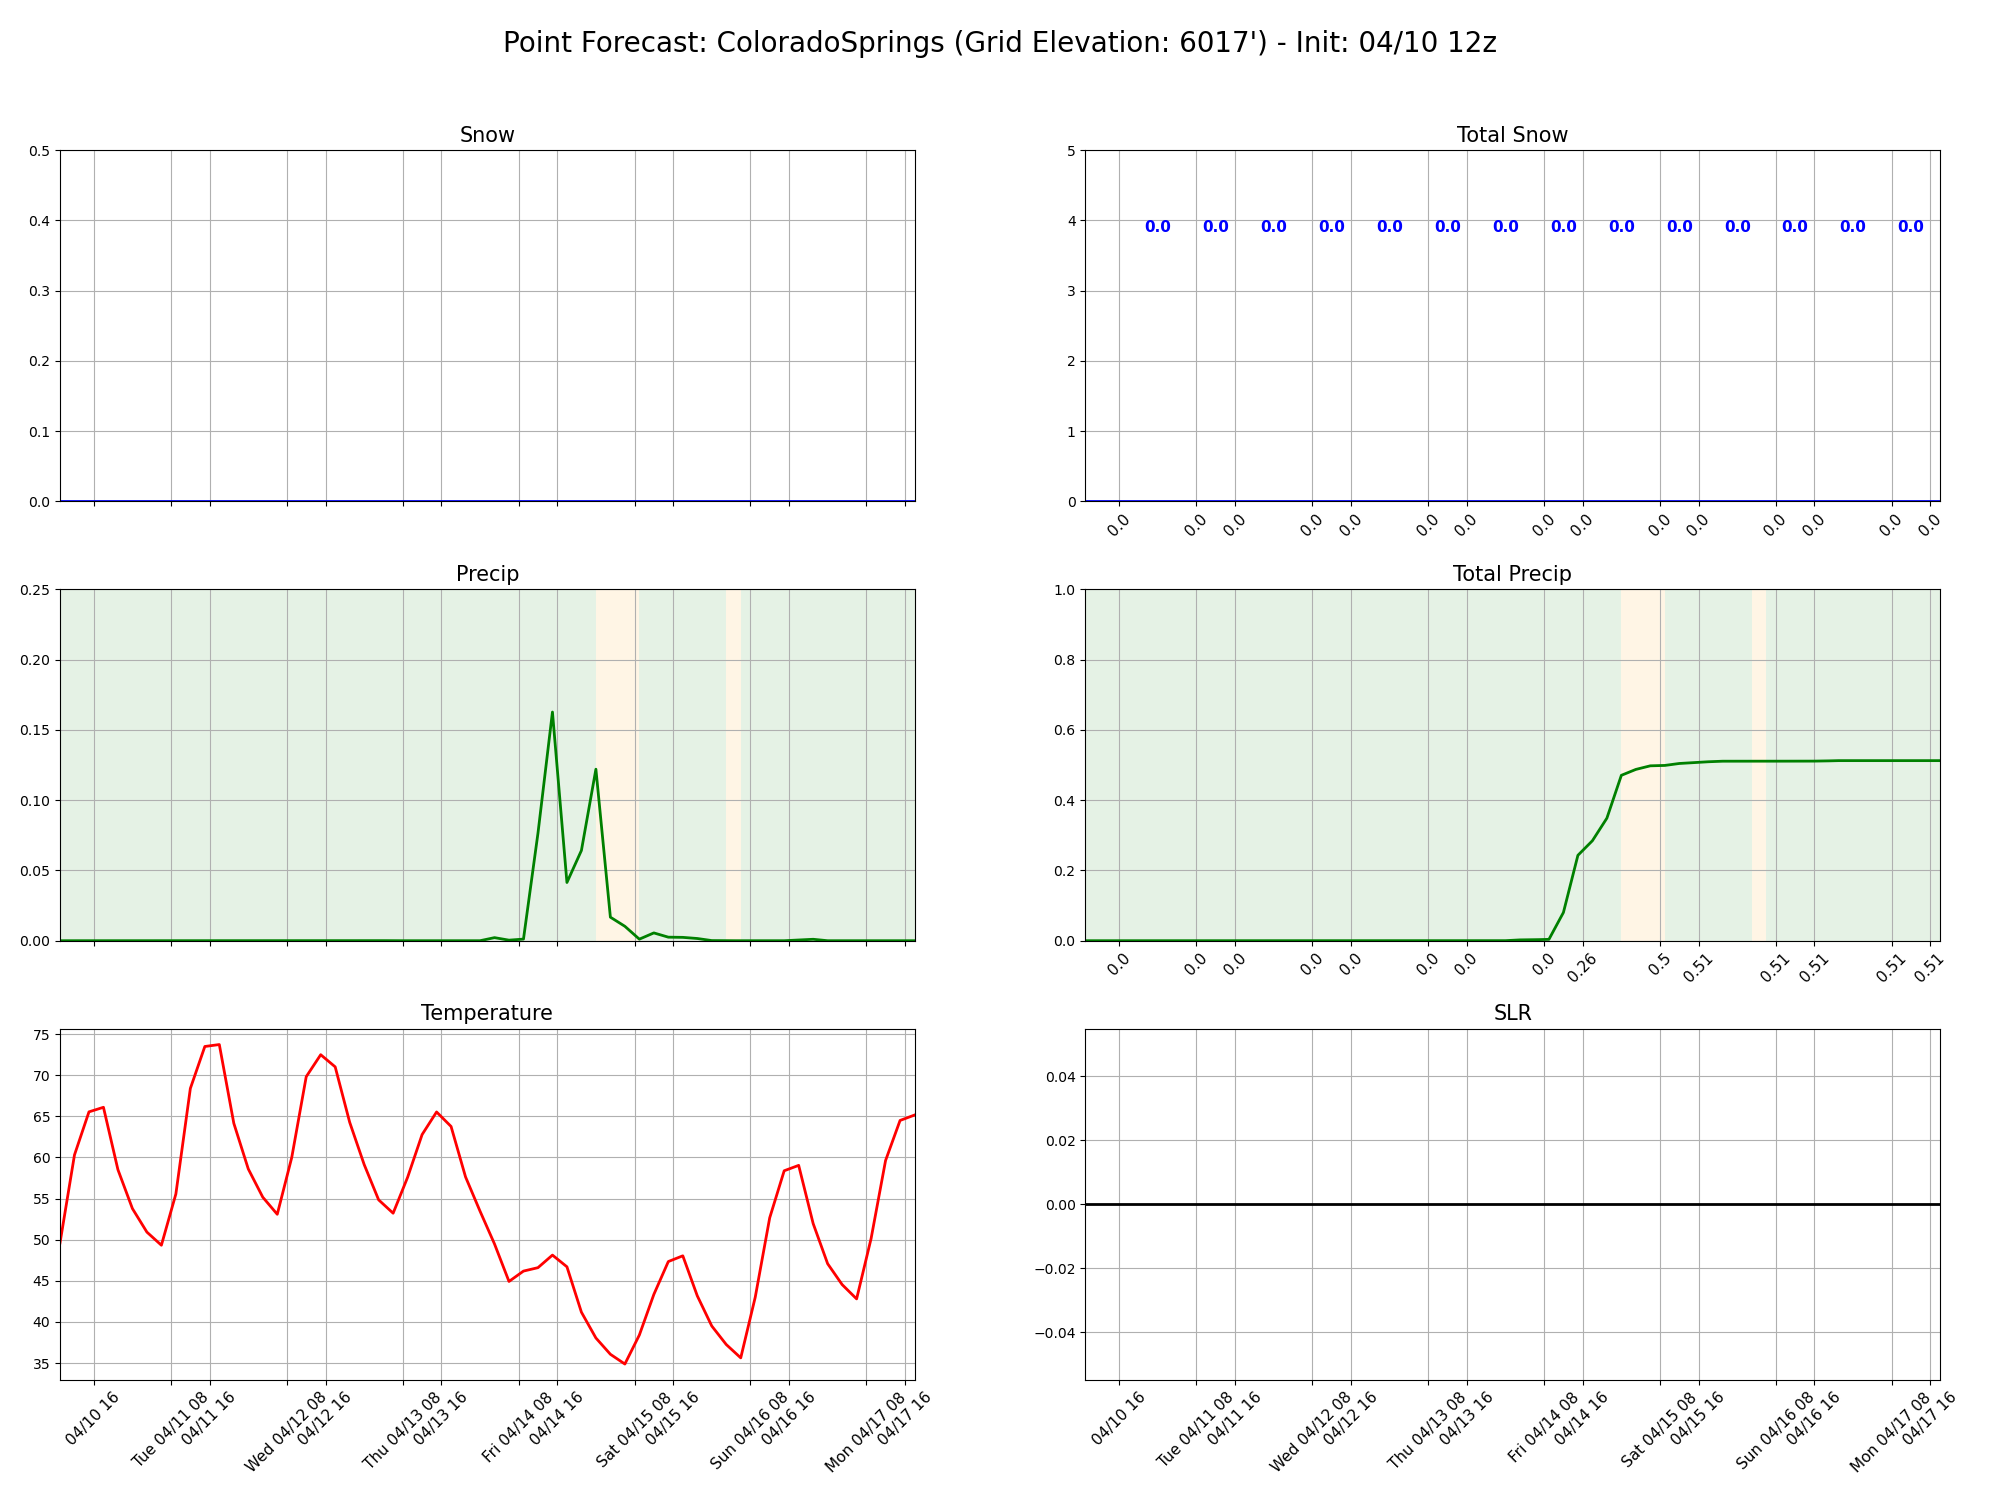 Point Forecast: ColoradoSprings (Grid Elevation: 6017') - Init: 04/10 12z
Snow
0.5
0.4
0.3
0.2
0.1
0.0
Total Snow
5
4
3
2
1
0
0.0 0.0 0.0 0.0 0.0 0.0 0.0 0.0 0.0 0.0 0.0 0.0 0.0 0.0
0.0 0.0 0.0 0.0 0.0 0.0 0.0 0.0 0.0 0.0 0.0 0.0 0.0 0.0 0.0
Precip
0.25
0.20
0.15
0.10
0.05
0.00
Total Precip
1.0
0.8
0.6
0.4
0.2
0.0
0.0 0.0 0.0 0.0 0.0 0.0 0.0 0.0 0.26 0.5 0.51 0.51 0.51 0.51 0.51
Temperature
75
70
65
60
55
50
45
40
35
04/10 16
Tue 04/11 08
04/11 16
Wed 04/12 08
04/12 16
Thu 04/13 08
04/13 16
Fri 04/14 08
04/14 16
Sat 04/15 08
04/15 16
Sun 04/16 08
04/16 16
Mon 04/17 08
04/17 16
SLR
0.04
0.02
0.00
−0.02
−0.04
04/10 16
Tue 04/11 08
04/11 16
Wed 04/12 08
04/12 16
Thu 04/13 08
04/13 16
Fri 04/14 08
04/14 16
Sat 04/15 08
04/15 16
Sun 04/16 08
04/16 16
Mon 04/17 08
04/17 16